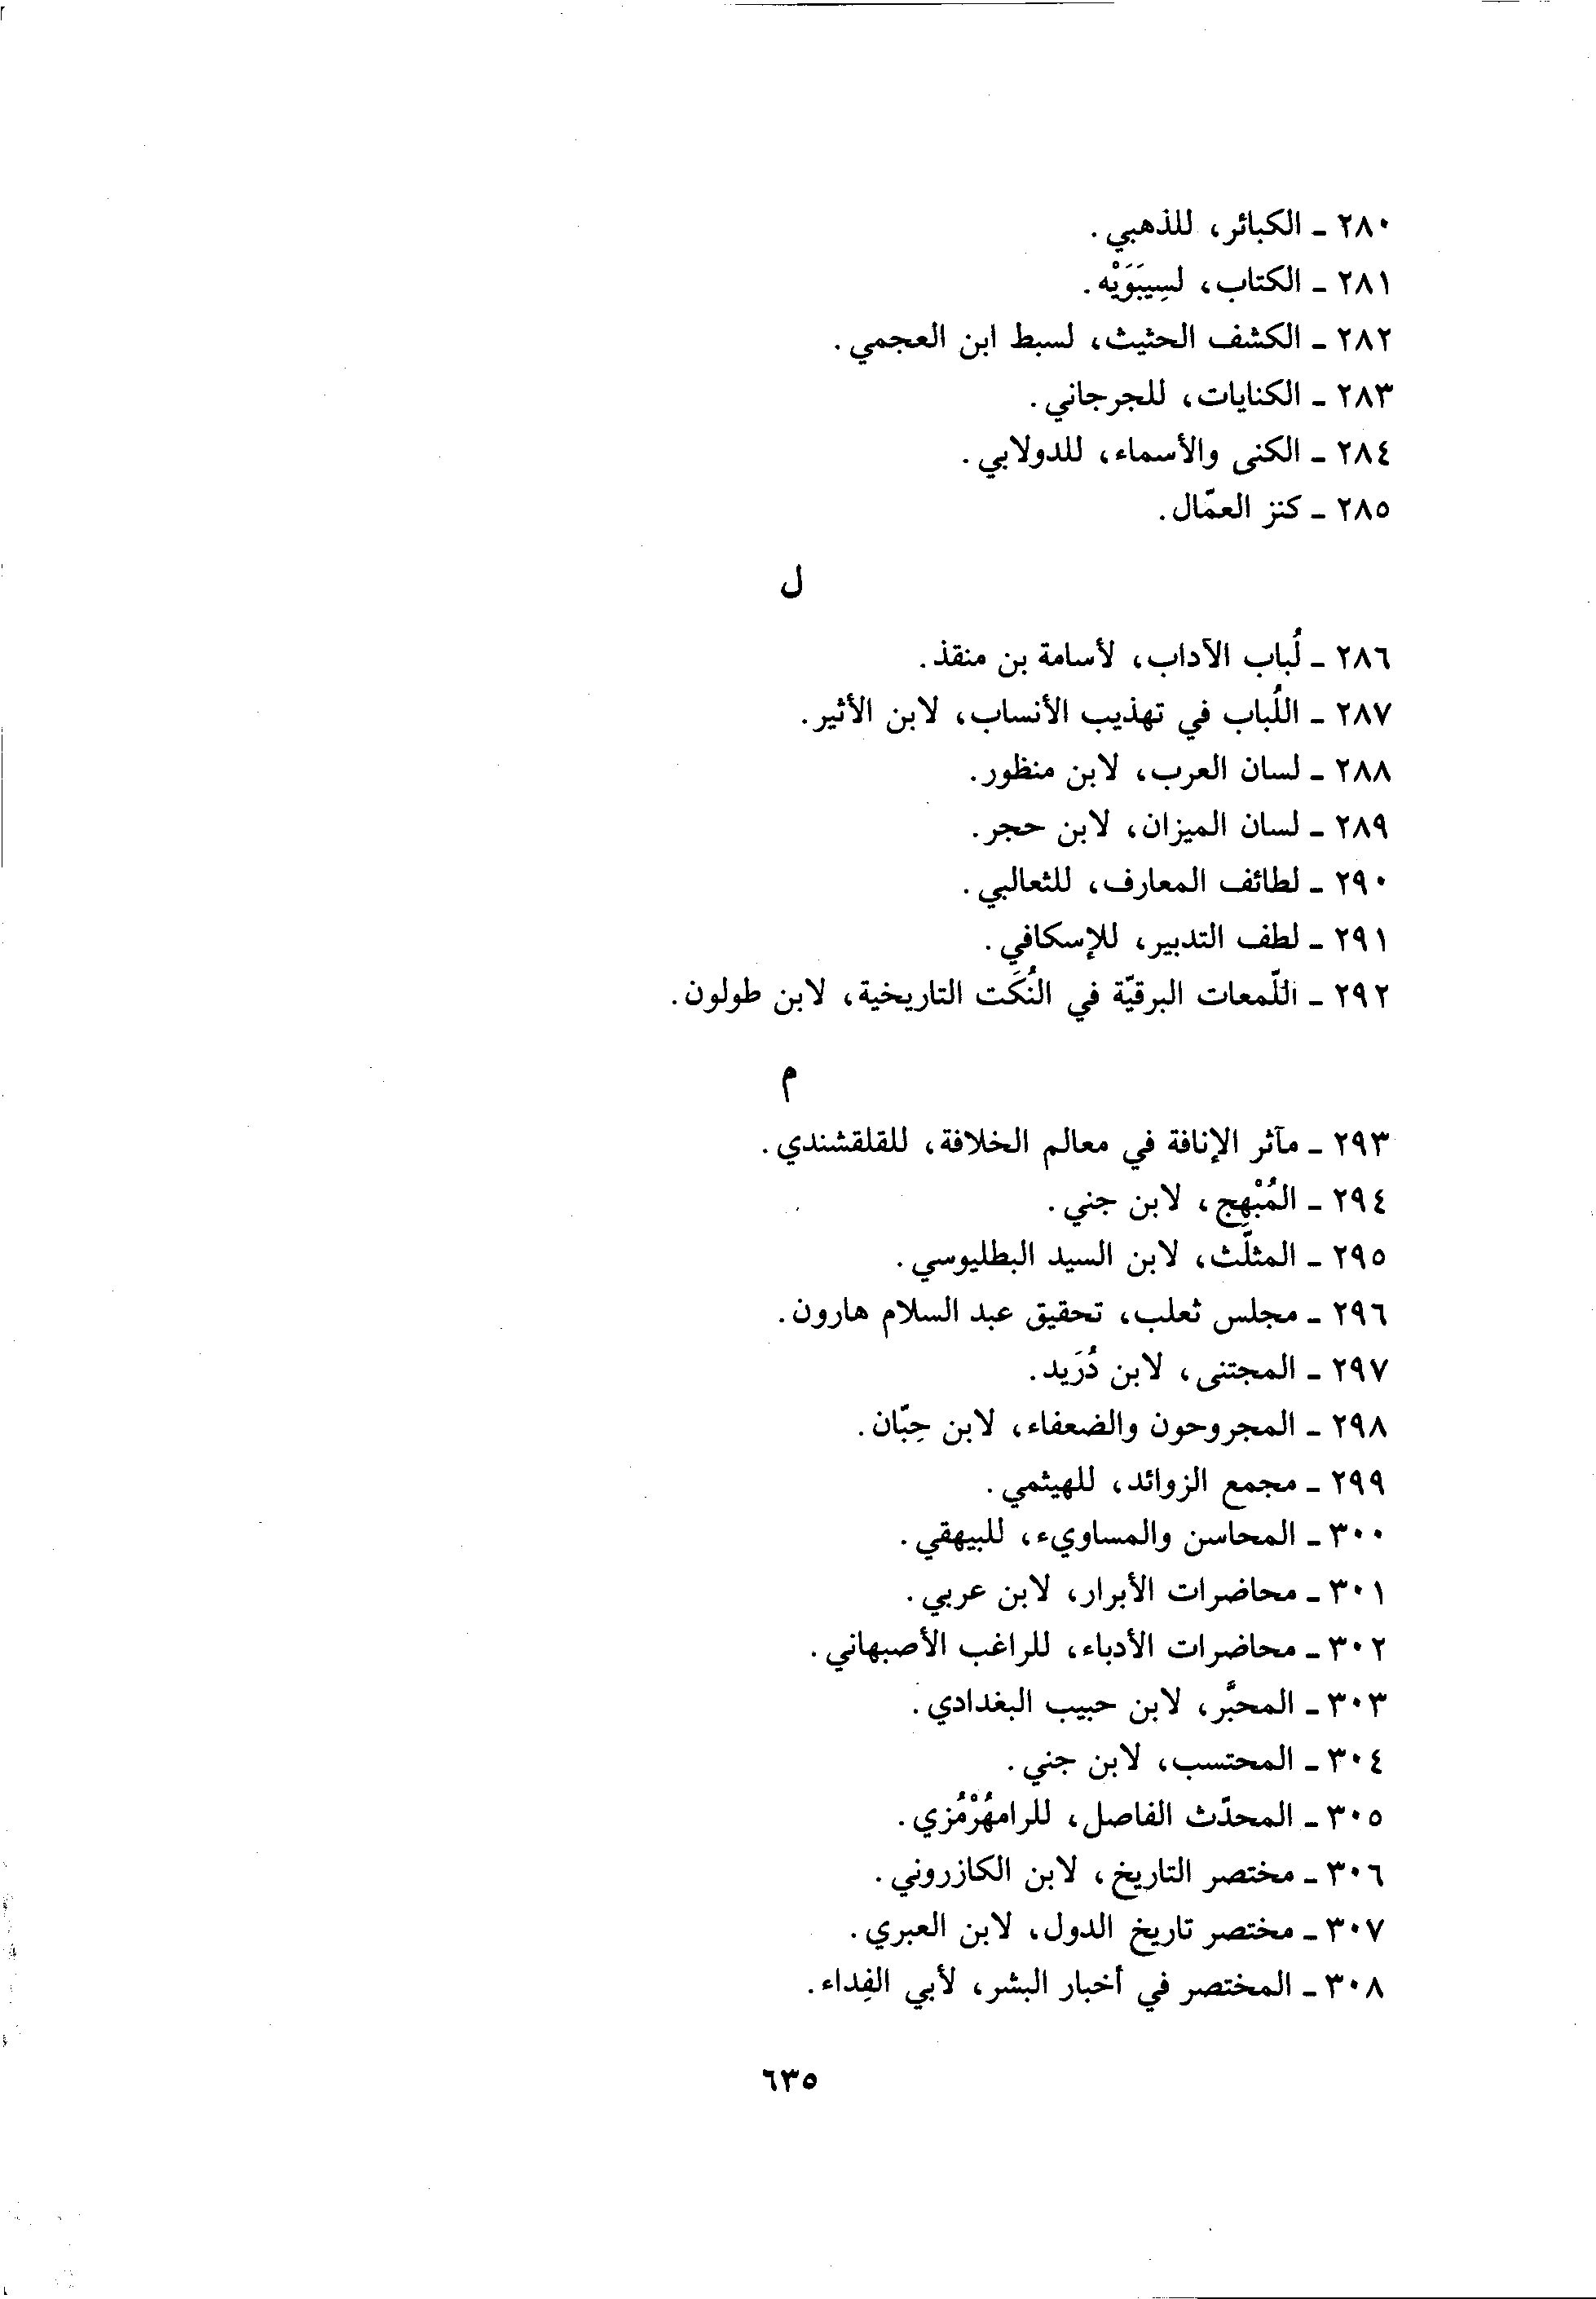 ٢٨٠ - الكبائر، للذهبي.
٢٨١ - الكتاب، لسِيبَوَيْه.
٢٨٢ - الكشف الحثيث، لسبط ابن العجمي.
٢٨٣ - الكنايات، للجرجاني.
٢٨٤ - الكنى والأسماء، للدولابي.
٢٨٥ - كنز العمّال.
ل
٢٨٦ - لُباب الآداب، لأسامة بن منقذ.
٢٨٧ - اللُباب في تهذيب الأنساب، لابن الأثير.
٢٨٨ - لسان العرب، لابن منظور.
٢٨٩ - لسان الميزان، لابن حجر.
٢٩٠ - لطائف المعارف، للثعالبي.
٢٩١ - لطف التدبير، للإسكافي.
٢٩٢ - اللّمعات البرقيّة في النُكَت التاريخية، لابن طولون.
م
٢٩٣ - مآثر الإنافة في معالم الخلافة، للقلقشندي.
٢٩٤ - المُبْهِج، لابن جني.
٢٩٥ - المثلَّث، لابن السيد البطليوسي.
٢٩٦ - مجلس ثعلب، تحقيق عبد السلام هارون.
٢٩٧ - المجتنى، لابن دُرَيد.
٢٩٨ - المجروحون والضعفاء، لابن حِبّان.
٢٩٩ - مجمع الزوائد، للهيثمي.
٣٠٠ - المحاسن والمساويء، للبيهقي.
٣٠١ - محاضرات الأبرار، لابن عربي.
٣٠٢ - محاضرات الأدباء، للراغب الأصبهاني.
٣٠٣ - المحبَّر، لابن حبيب البغدادي.
٣٠٤ - المحتسب، لابن جني.
٣٠٥ - المحدّث الفاصل، للرامهُرْمُزي.
٣٠٦ - مختصر التاريخ، لابن الكازروني.
٣٠٧ - مختصر تاريخ الدول، لابن العبري.
٣٠٨ - المختصر في أخبار البشر، لأبي الفِداء.
٦٣٥